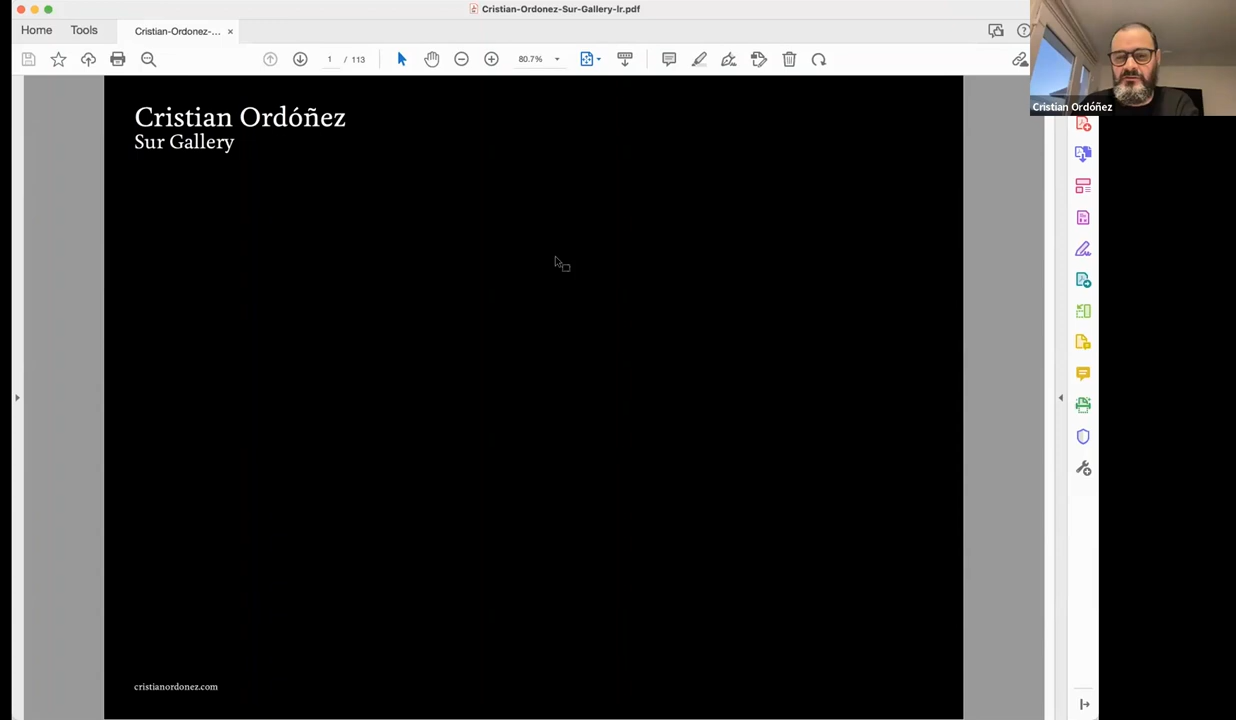 Cristian-Ordonez-Sur-Gallery-lr.pdf
Home
Tools
Cristian-Ordonez-...
1 / 113
80.7%
Cristian Ordóñez
Cristian Ordóñez
Sur Gallery
cristianordonez.com